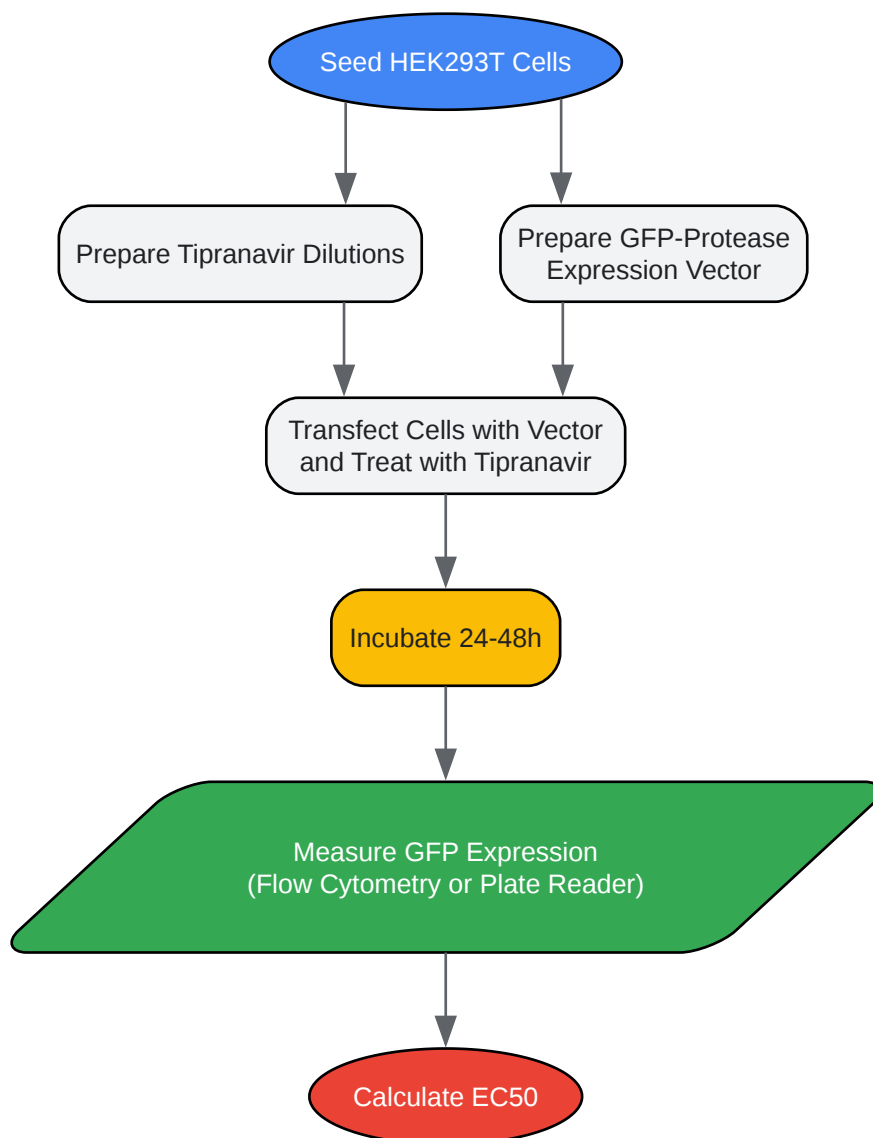 Seed HEK293T Cells
Prepare Tipranavir Dilutions
Prepare GFP-Protease
Expression Vector
Transfect Cells with Vector
and Treat with Tipranavir
Incubate 24-48h
Measure GFP Expression
(Flow Cytometry or Plate Reader)
Calculate EC50